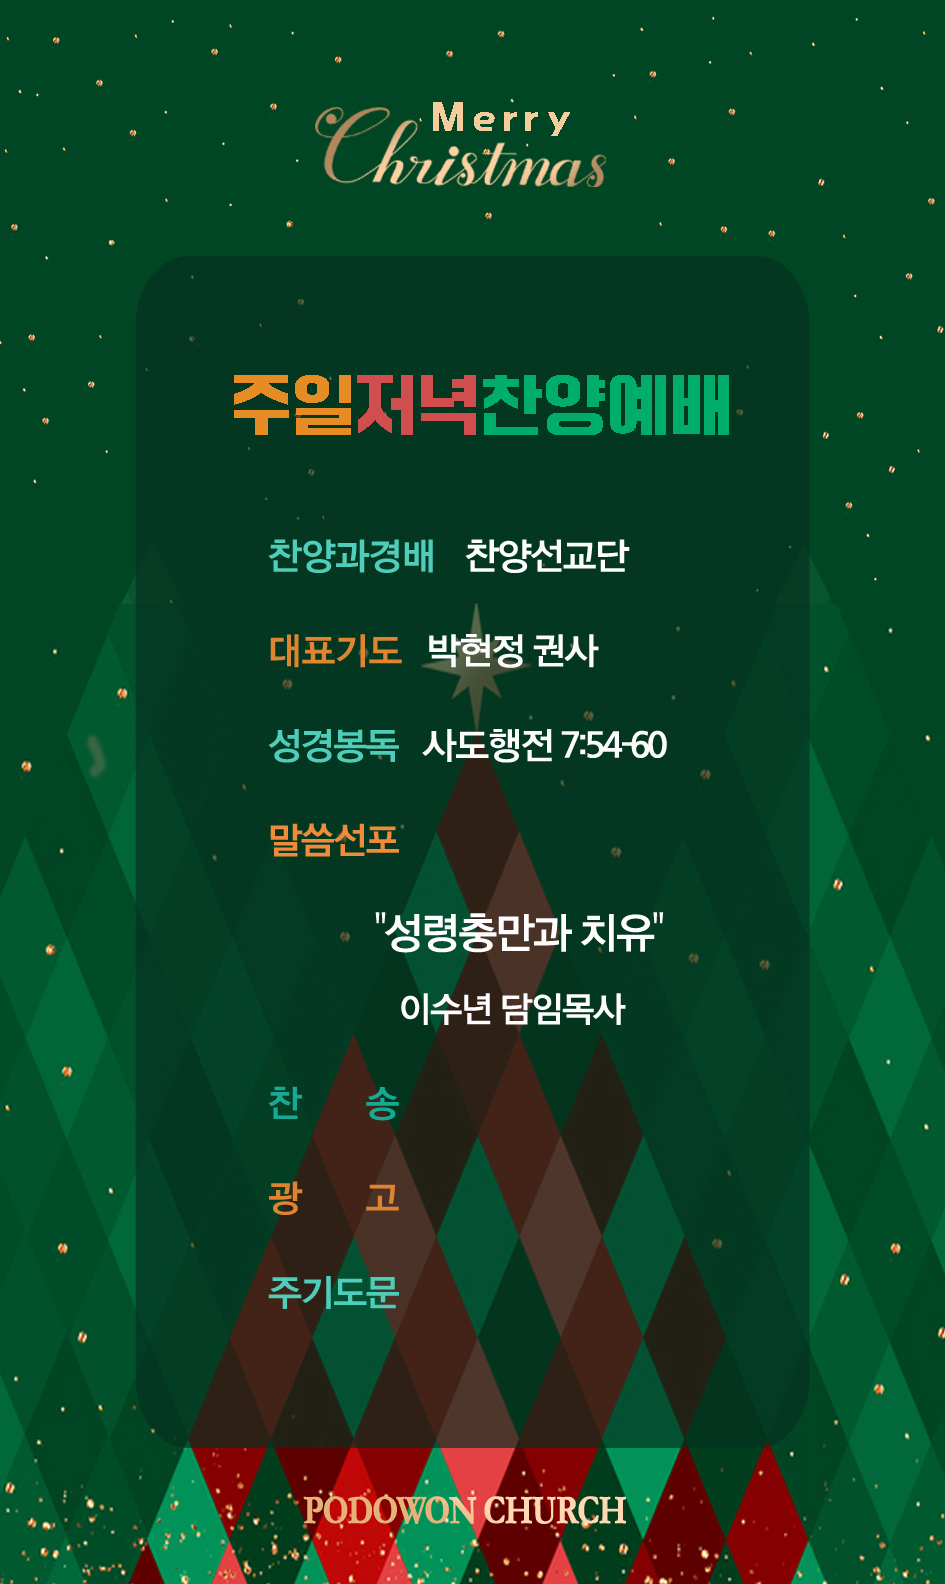 Merry
Christmas
주일저녁찬양예배
찬양과경배 찬양선교단
대표기도 박현정 권사
성경봉독 사도행전 7:54-60
말씀선포
"성령충만과 치유"
이수년 담임목사
찬 송
광 고
주기도문
PODOWON CHURCH